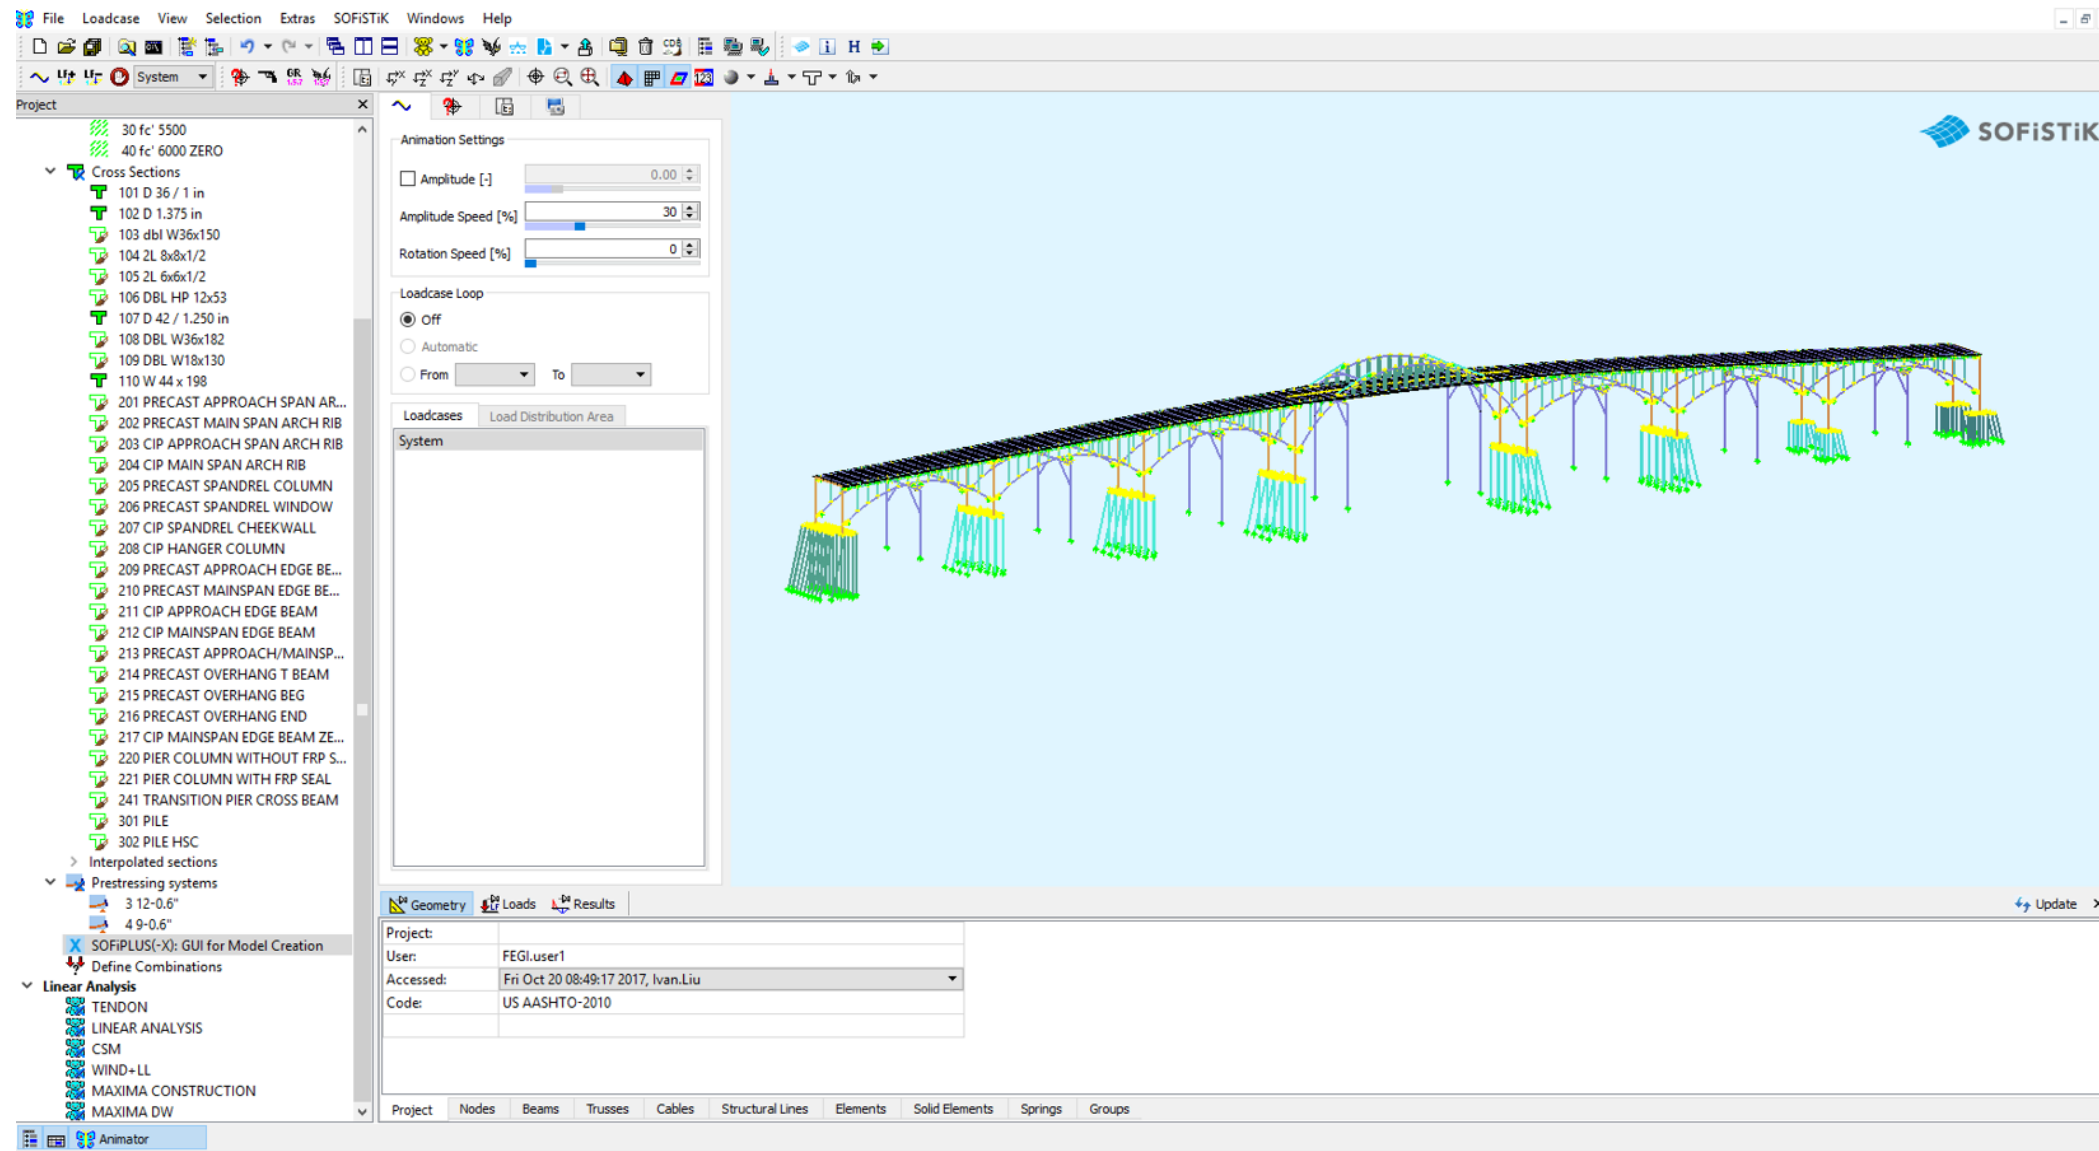 File Loadcase View Selection Extras SOFiSTiK Windows Help
System
Project
30 fc' 5500
40 fc' 6000 ZERO
Cross Sections
101 D 36 / 1 in
102 D 1.375 in
103 dbl W36x150
104 2L 8x8x1/2
105 2L 6x6x1/2
106 DBL HP 12x53
107 D 42 / 1.250 in
108 DBL W36x182
109 DBL W18x130
110 W 44 x 198
201 PRECAST APPROACH SPAN AR...
202 PRECAST MAIN SPAN ARCH RIB
203 CIP APPROACH SPAN ARCH RIB
204 CIP MAIN SPAN ARCH RIB
205 PRECAST SPANDREL COLUMN
206 PRECAST SPANDREL WINDOW
207 CIP SPANDREL CHEEKWALL
208 CIP HANGER COLUMN
209 PRECAST APPROACH EDGE BE...
210 PRECAST MAINSPAN EDGE BE...
211 CIP APPROACH EDGE BEAM
212 CIP MAINSPAN EDGE BEAM
213 PRECAST APPROACH/MAINSP...
214 PRECAST OVERHANG T BEAM
215 PRECAST OVERHANG BEG
216 PRECAST OVERHANG END
217 CIP MAINSPAN EDGE BEAM ZE...
220 PIER COLUMN WITHOUT FRP S...
221 PIER COLUMN WITH FRP SEAL
241 TRANSITION PIER CROSS BEAM
301 PILE
302 PILE HSC
Interpolated sections
Prestressing systems
3 12-0.6"
4 9-0.6"
SOFiPLUS(-X): GUI for Model Creation
Define Combinations
Linear Analysis
TENDON
LINEAR ANALYSIS
CSM
WIND+LL
MAXIMA CONSTRUCTION
MAXIMA DW
Animator
Animation Settings
Amplitude [-] 0.00
Amplitude Speed [%] 30
Rotation Speed [%] 0
Loadcase Loop
Off
Automatic
From To
Loadcases Load Distribution Area
System
SOFiSTiK
Geometry Loads Results Update
Project:
User: FEGI.user1
Accessed: Fri Oct 20 08:49:17 2017, Ivan.Liu
Code: US AASHTO-2010
Project Nodes Beams Trusses Cables Structural Lines Elements Solid Elements Springs Groups